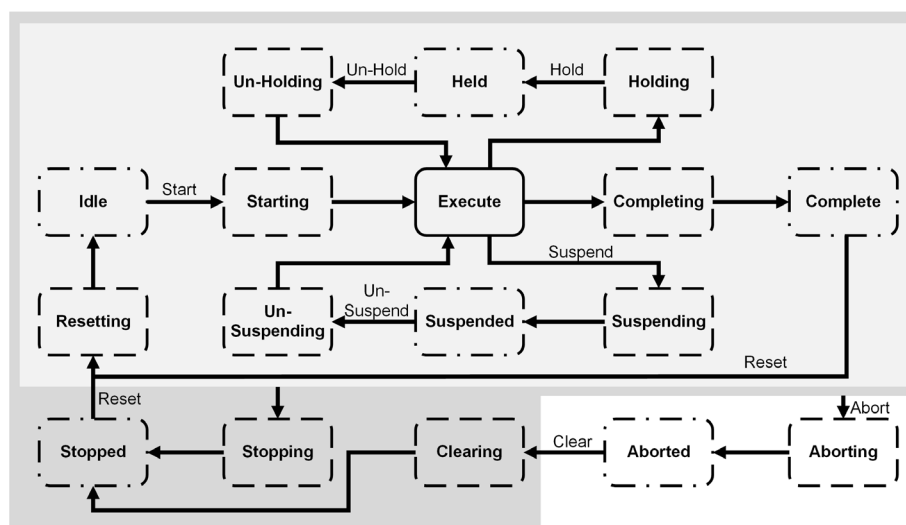 Un-Holding
Un-Hold
Held
Hold
Holding
Idle
Start
Starting
Execute
Completing
Complete
Suspend
Resetting
Un-
Suspending
Un-
Suspend
Suspended
Suspending
Reset
Reset
Stopped
Stopping
Clearing
Clear
Aborted
Abort
Aborting